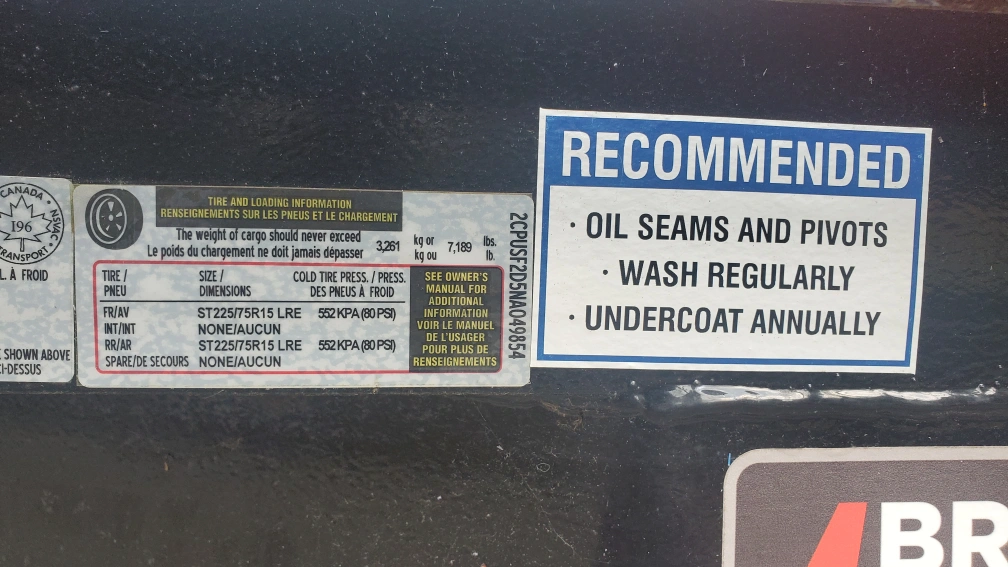 CANADA
196
NSVAC
TRANSPORT
L À FROID
SHOWN ABOVE
CI-DESSUS
TIRE AND LOADING INFORMATION
RENSEIGNEMENTS SUR LES PNEUS ET LE CHARGEMENT
The weight of cargo should never exceed
Le poids du chargement ne doit jamais dépasser
3,261 kg or 7,189 lbs.
kg ou lb.
TIRE / SIZE / COLD TIRE PRESS. / PRESS.
PNEU DIMENSIONS DES PNEUS À FROID
FR/AV ST225/75R15 LRE 552 KPA (80 PSI)
INT/INT NONE/AUCUN
RR/AR ST225/75R15 LRE 552 KPA (80 PSI)
SPARE/DE SECOURS NONE/AUCUN
SEE OWNER'S
MANUAL FOR
ADDITIONAL
INFORMATION
VOIR LE MANUEL
DE L'USAGER
POUR PLUS DE
RENSEIGNEMENTS
2CPUSF2D5NA049854
RECOMMENDED
· OIL SEAMS AND PIVOTS
· WASH REGULARLY
· UNDERCOAT ANNUALLY
BR